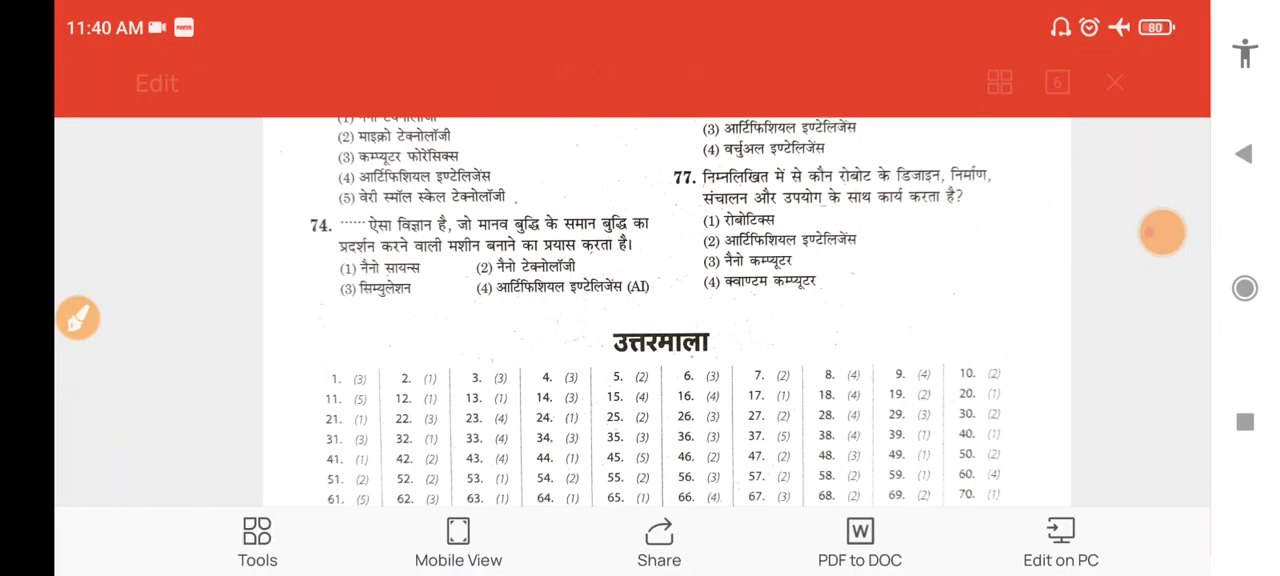 11:40 AM
80
Edit
6
(2) माइक्रो टेक्नोलॉजी
(3) कम्प्यूटर फोरेंसिक्स
(4) आर्टिफिशियल इण्टेलिजेंस
(5) वेरी स्मॉल स्केल टेक्नोलॉजी
74. ······ ऐसा विज्ञान है, जो मानव बुद्धि के समान बुद्धि का
प्रदर्शन करने वाली मशीन बनाने का प्रयास करता है।
(1) नैनो सायन्स (2) नैनो टेक्नोलॉजी
(3) सिम्युलेशन (4) आर्टिफिशियल इण्टेलिजेंस (AI)
(3) आर्टिफिशियल इण्टेलिजेंस
(4) वर्चुअल इण्टेलिजेंस
77. निम्नलिखित में से कौन रोबोट के डिजाइन, निर्माण,
संचालन और उपयोग के साथ कार्य करता है?
(1) रोबोटिक्स
(2) आर्टिफिशियल इण्टेलिजेंस
(3) नैनो कम्प्यूटर
(4) क्वाण्टम कम्प्यूटर
उत्तरमाला
1. (3) 2. (1) 3. (3) 4. (3) 5. (2) 6. (3) 7. (2) 8. (4) 9. (4) 10. (2)
11. (5) 12. (1) 13. (1) 14. (3) 15. (4) 16. (4) 17. (1) 18. (4) 19. (2) 20. (1)
21. (1) 22. (3) 23. (4) 24. (1) 25. (2) 26. (3) 27. (2) 28. (4) 29. (3) 30. (2)
31. (3) 32. (1) 33. (4) 34. (3) 35. (3) 36. (3) 37. (5) 38. (4) 39. (1) 40. (1)
41. (1) 42. (2) 43. (4) 44. (1) 45. (5) 46. (2) 47. (2) 48. (3) 49. (1) 50. (2)
51. (2) 52. (2) 53. (1) 54. (2) 55. (2) 56. (3) 57. (2) 58. (2) 59. (1) 60. (4)
61. (5) 62. (3) 63. (1) 64. (1) 65. (1) 66. (4) 67. (3) 68. (2) 69. (2) 70. (1)
Tools Mobile View Share PDF to DOC Edit on PC